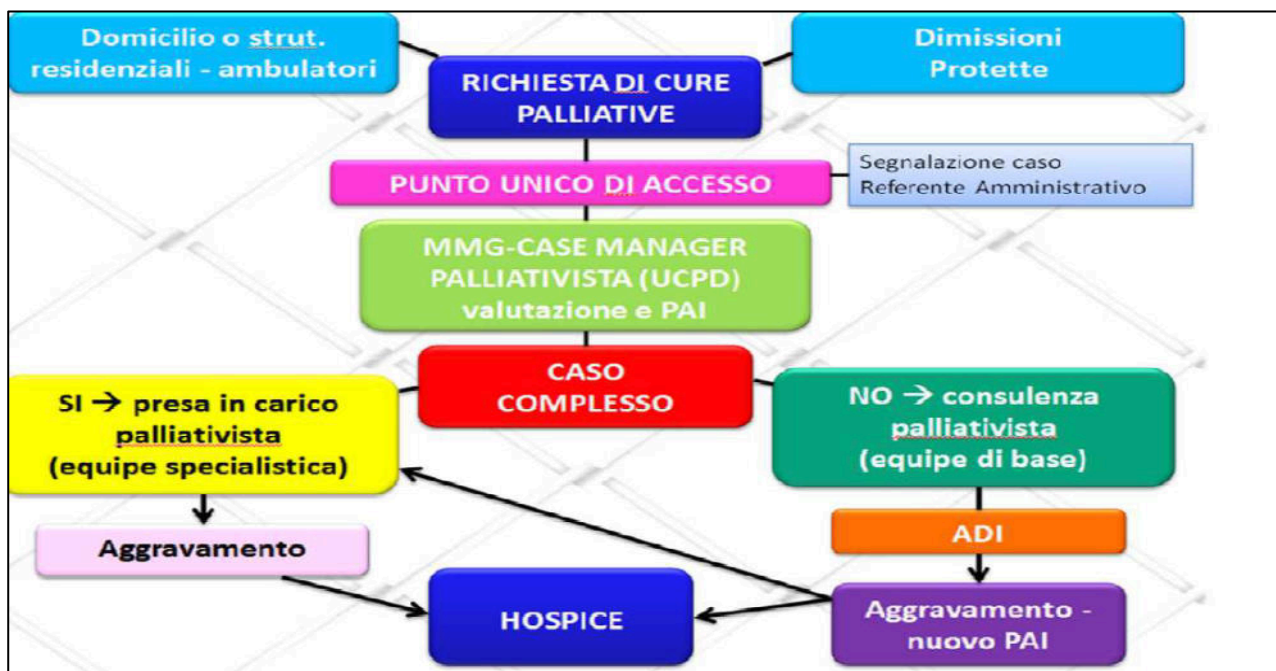 Domicilio o strut.
residenziali - ambulatori
Dimissioni
Protette
RICHIESTA DI CURE
PALLIATIVE
PUNTO UNICO DI ACCESSO
Segnalazione caso
Referente Amministrativo
MMG-CASE MANAGER
PALLIATIVISTA (UCPD)
valutazione e PAI
CASO
COMPLESSO
SI → presa in carico
palliativista
(equipe specialistica)
NO → consulenza
palliativista
(equipe di base)
Aggravamento
ADI
HOSPICE
Aggravamento -
nuovo PAI